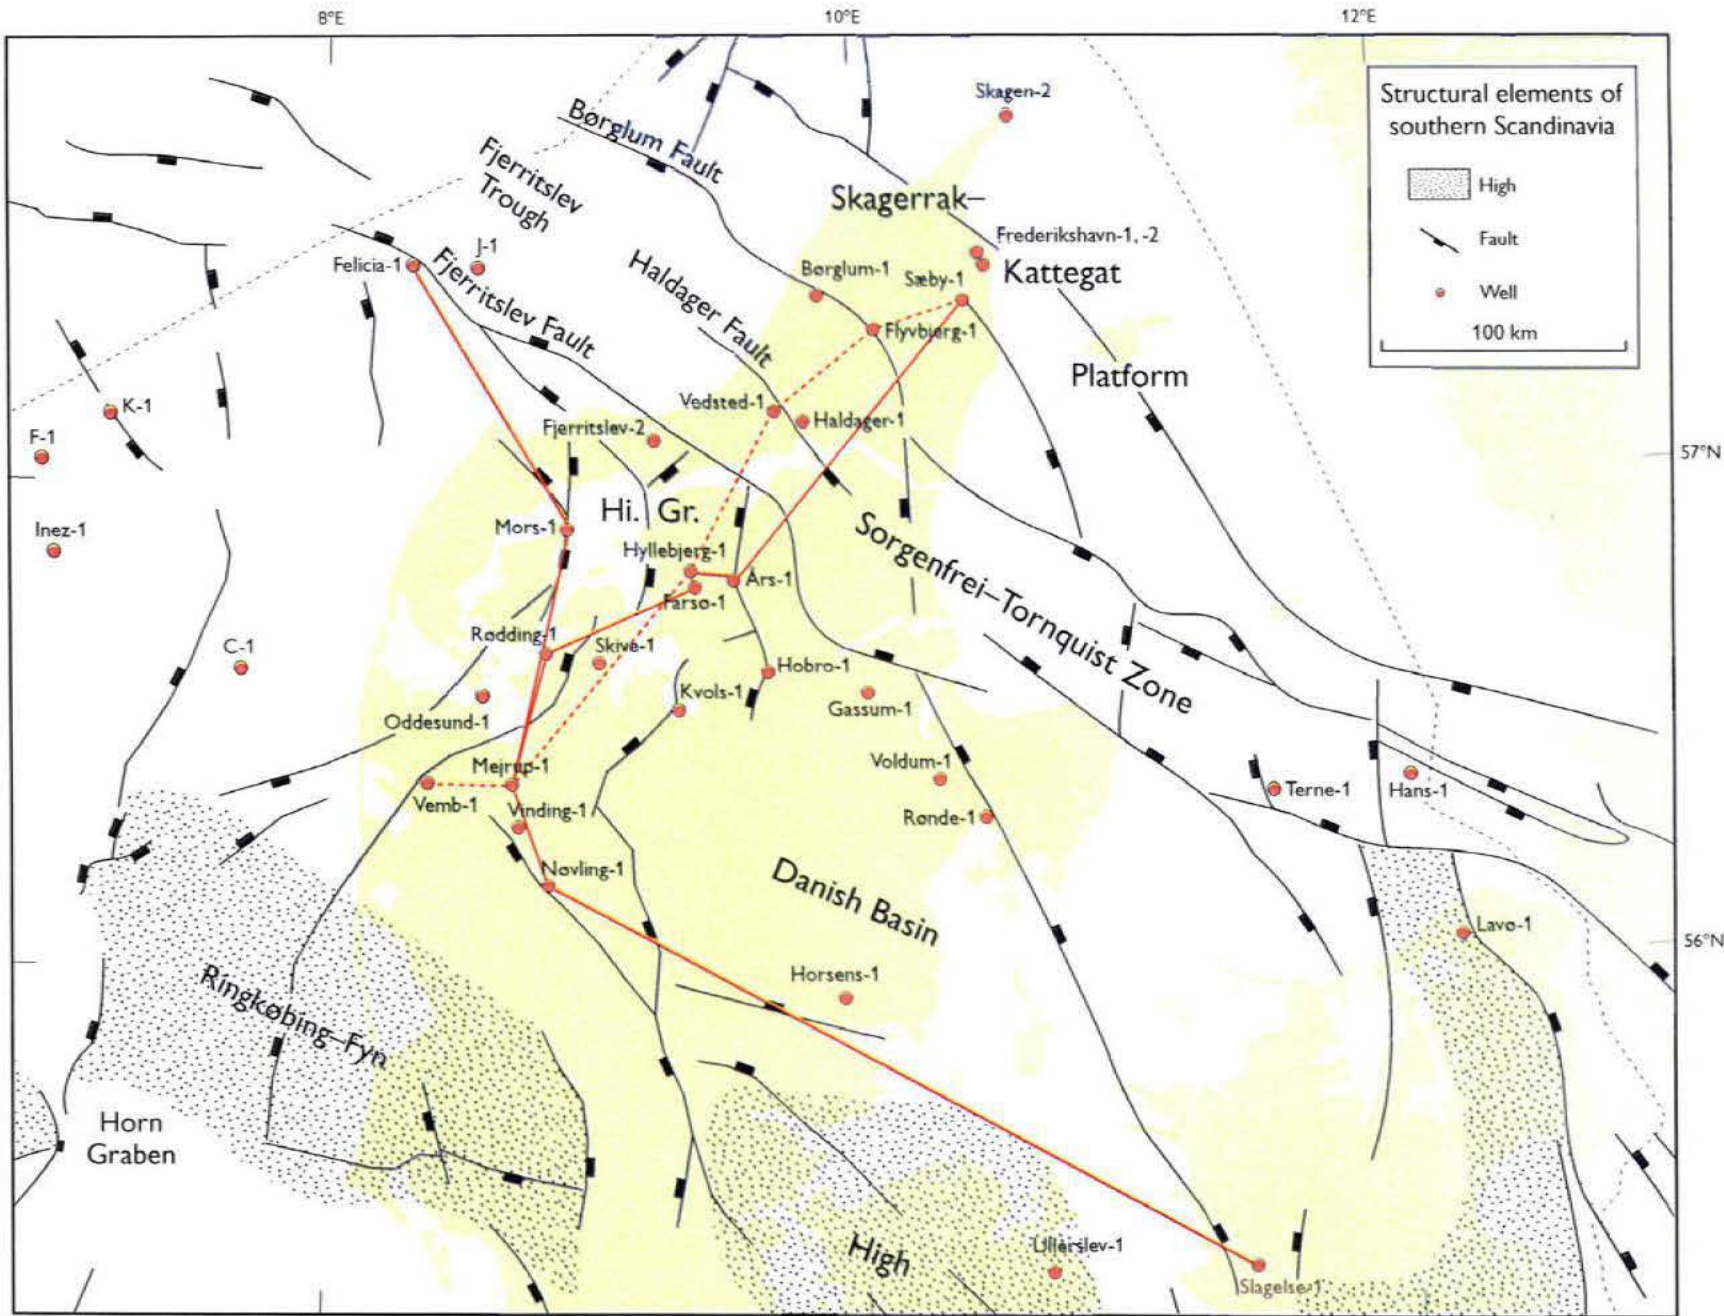 8°E
10°E
12°E
Structural elements of
southern Scandinavia
High
Fault
Well
100 km
Skagen-2
Børglum Fault
Fjerritslev
Trough
Skagerrak–
Frederikshavn-1, -2
Kattegat
Platform
J-1
Felicia-1
Fjerritslev Fault
Haldager Fault
Børglum-1
Sæby-1
Flyvbjerg-1
K-1
F-1
Vedsted-1
Haldager-1
Fjerritslev-2
57°N
Inez-1
Mors-1
Hi. Gr.
Hyllebjerg-1
Års-1
Farsø-1
Sorgenfrei–Tornquist Zone
C-1
Rødding-1
Skive-1
Hobro-1
Kvols-1
Gassum-1
Oddesund-1
Mejrup-1
Vemb-1
Vinding-1
Voldum-1
Rønde-1
Terne-1
Hans-1
Nøvling-1
Danish Basin
Lavø-1
56°N
Horsens-1
Ringkøbing–Fyn
Horn
Graben
High
Ullerslev-1
Slagelse-1